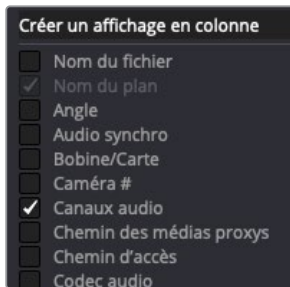 Créer un affichage en colonne
Nom du fichier
Nom du plan
Angle
Audio synchro
Bobine/Carte
Caméra #
Canaux audio
Chemin des médias proxys
Chemin d'accès
Codec audio